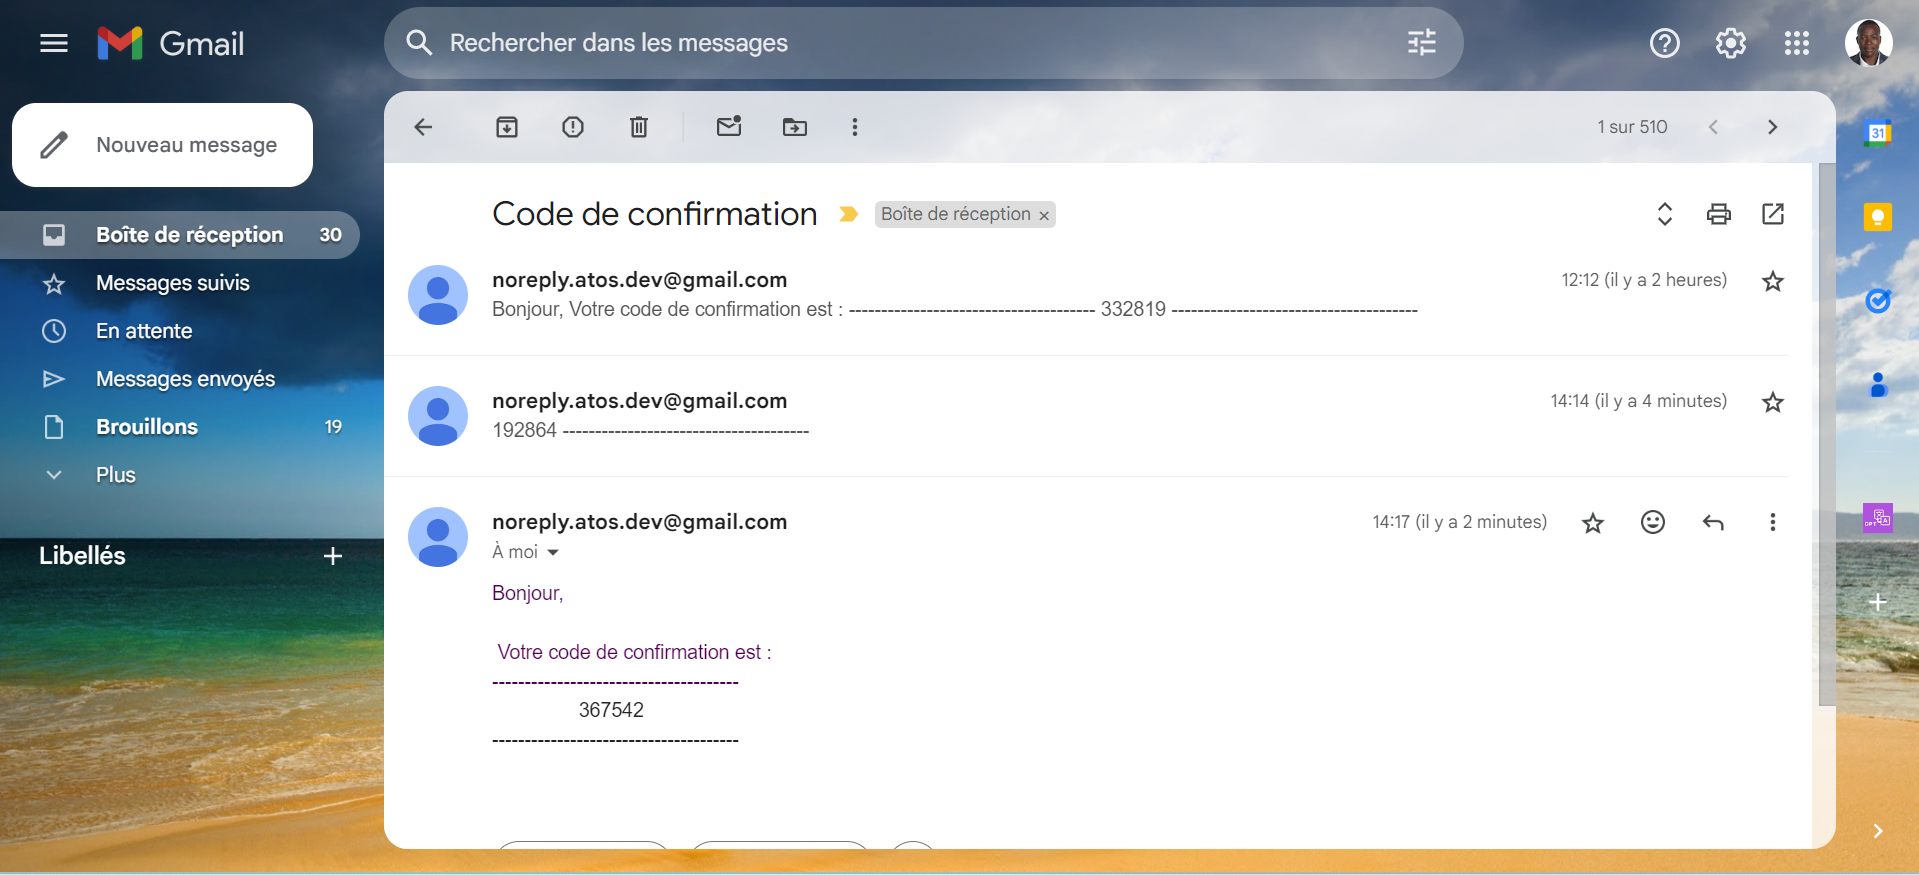 Gmail
Rechercher dans les messages
Nouveau message
1 sur 510
31
Code de confirmation
Boîte de réception ×
Boîte de réception 30
Messages suivis
En attente
Messages envoyés
Brouillons 19
Plus
Libellés
noreply.atos.dev@gmail.com 12:12 (il y a 2 heures)
Bonjour, Votre code de confirmation est : -------------------------------------- 332819 --------------------------------------
noreply.atos.dev@gmail.com 14:14 (il y a 4 minutes)
192864 --------------------------------------
noreply.atos.dev@gmail.com 14:17 (il y a 2 minutes)
À moi
Bonjour,
Votre code de confirmation est :
--------------------------------------
367542
--------------------------------------